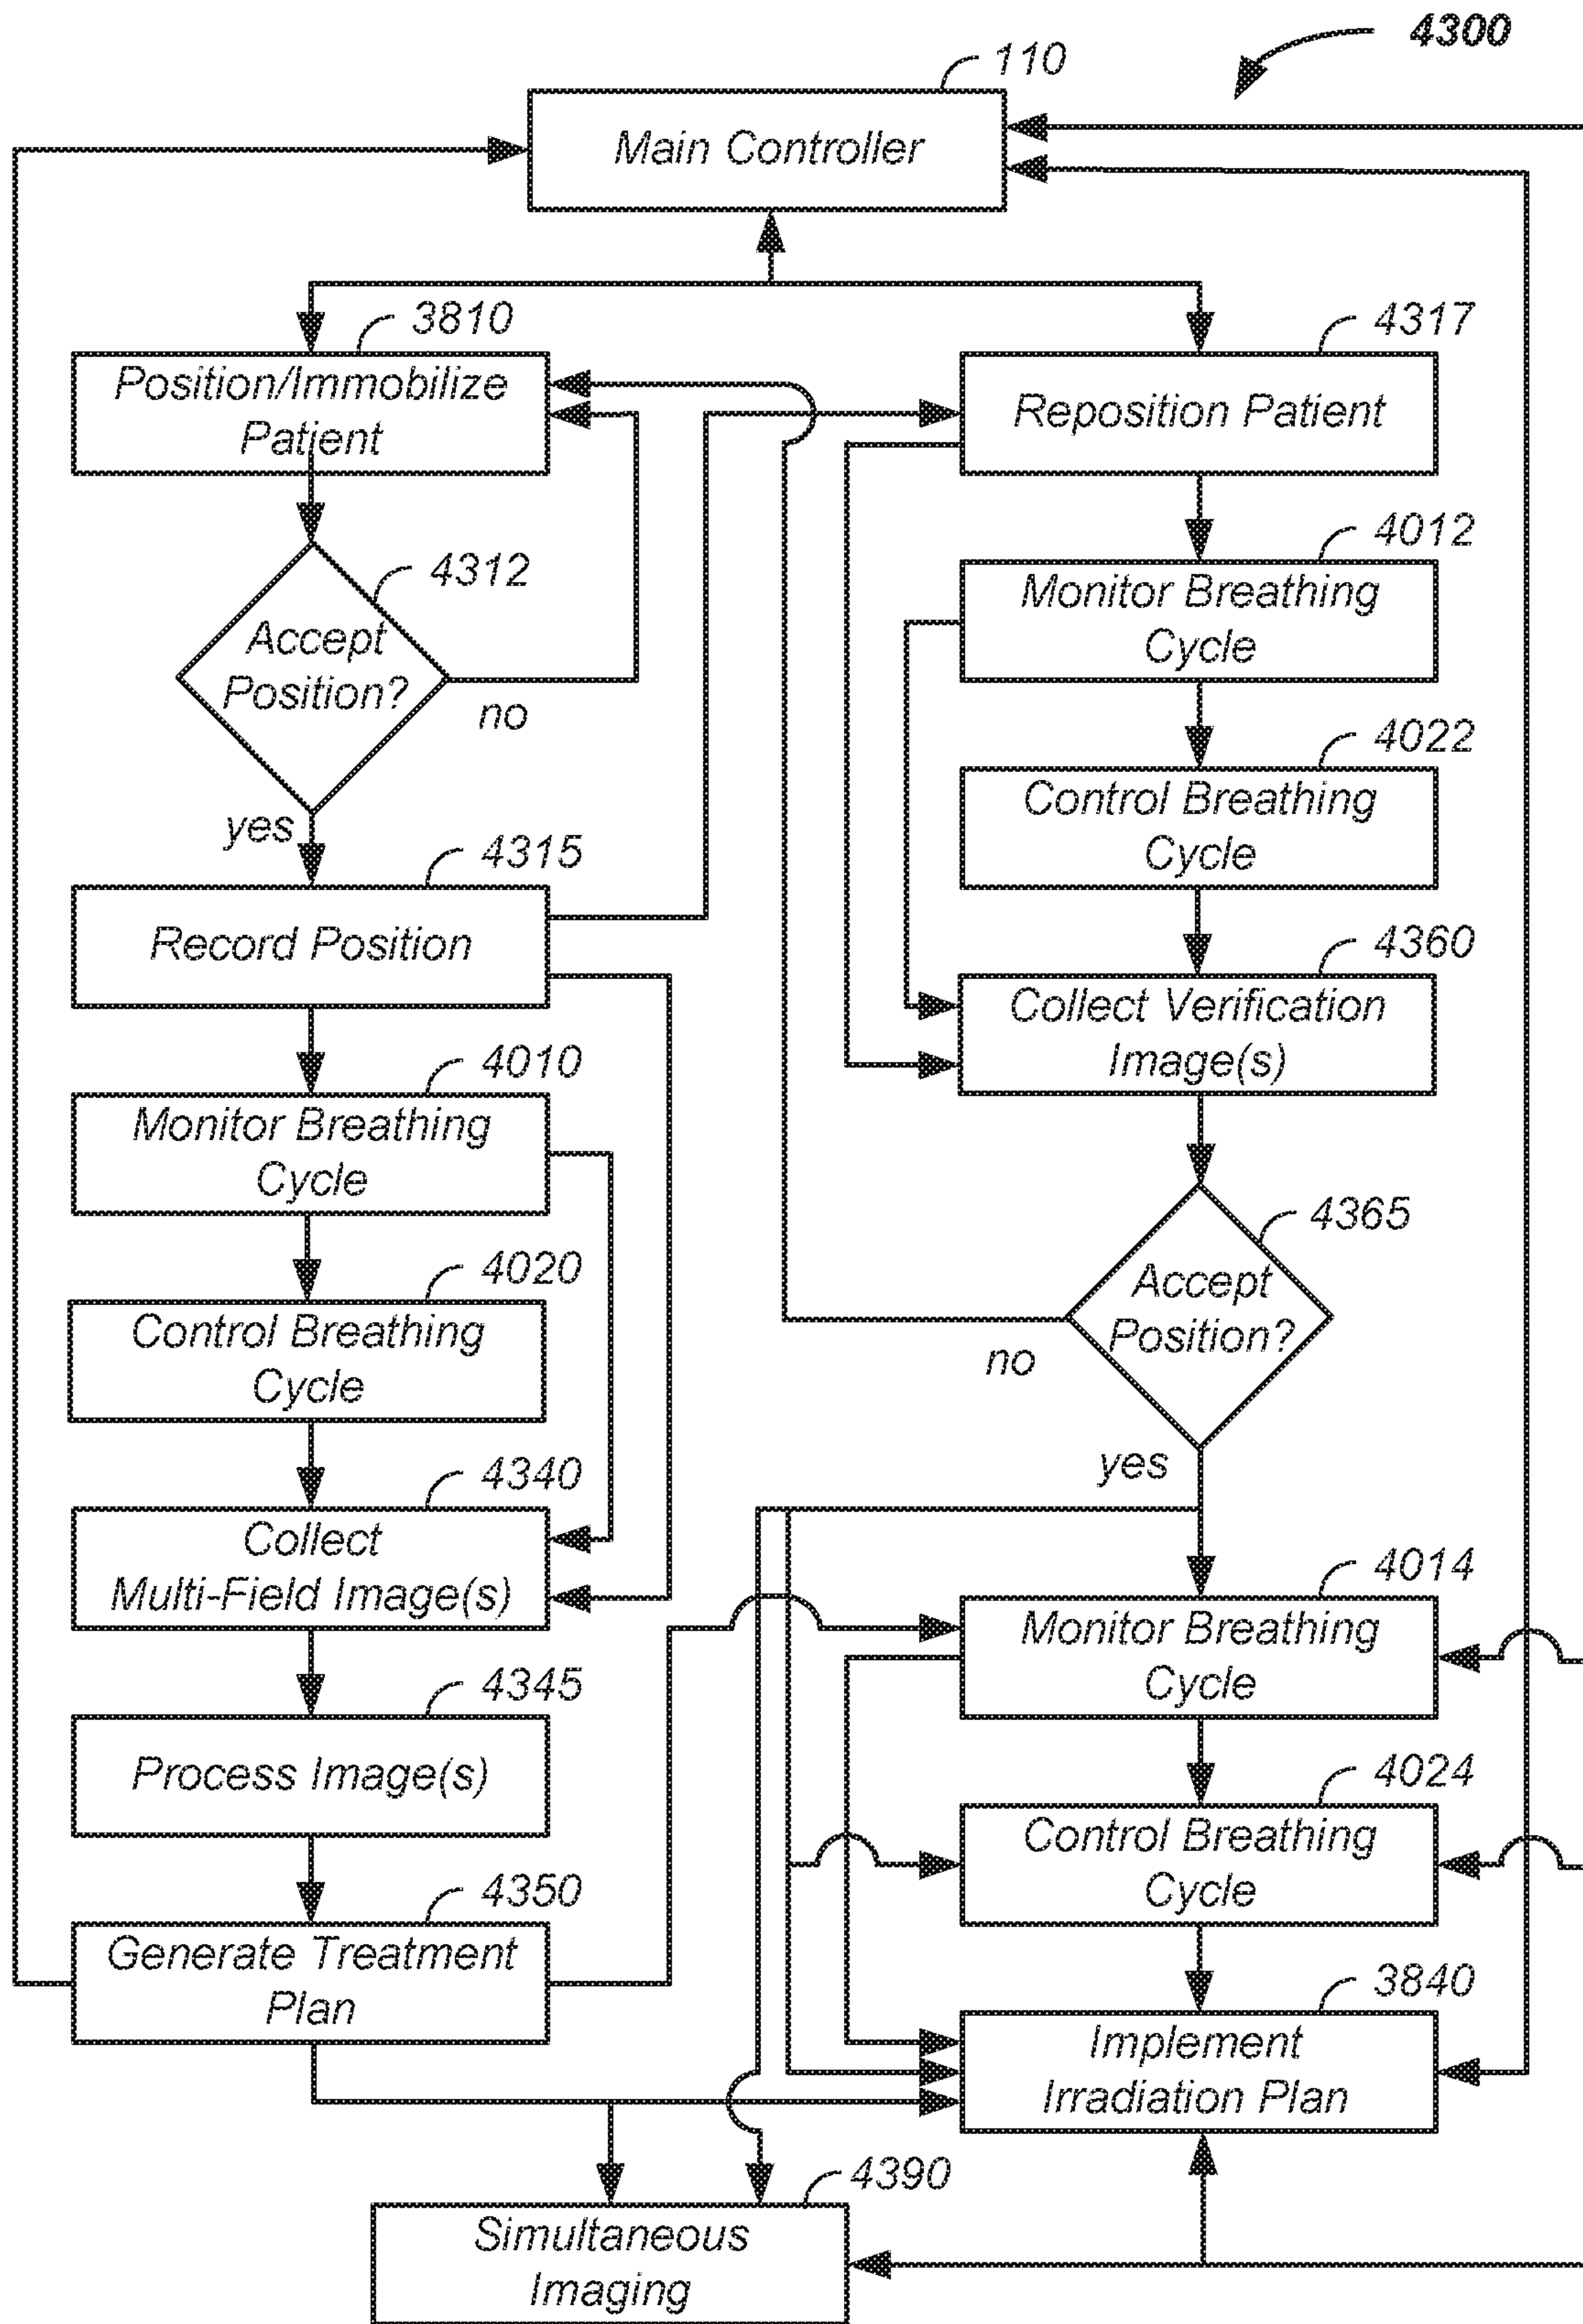 4300
110
Main Controller
3810
Position/Immobilize
Patient
4317
Reposition Patient
4312
Accept
Position?
no
yes
4012
Monitor Breathing
Cycle
4022
Control Breathing
Cycle
4315
Record Position
4360
Collect Verification
Image(s)
4010
Monitor Breathing
Cycle
4365
Accept
Position?
no
yes
4020
Control Breathing
Cycle
4340
Collect
Multi-Field Image(s)
4014
Monitor Breathing
Cycle
4345
Process Image(s)
4024
Control Breathing
Cycle
4350
Generate Treatment
Plan
3840
Implement
Irradiation Plan
4390
Simultaneous
Imaging